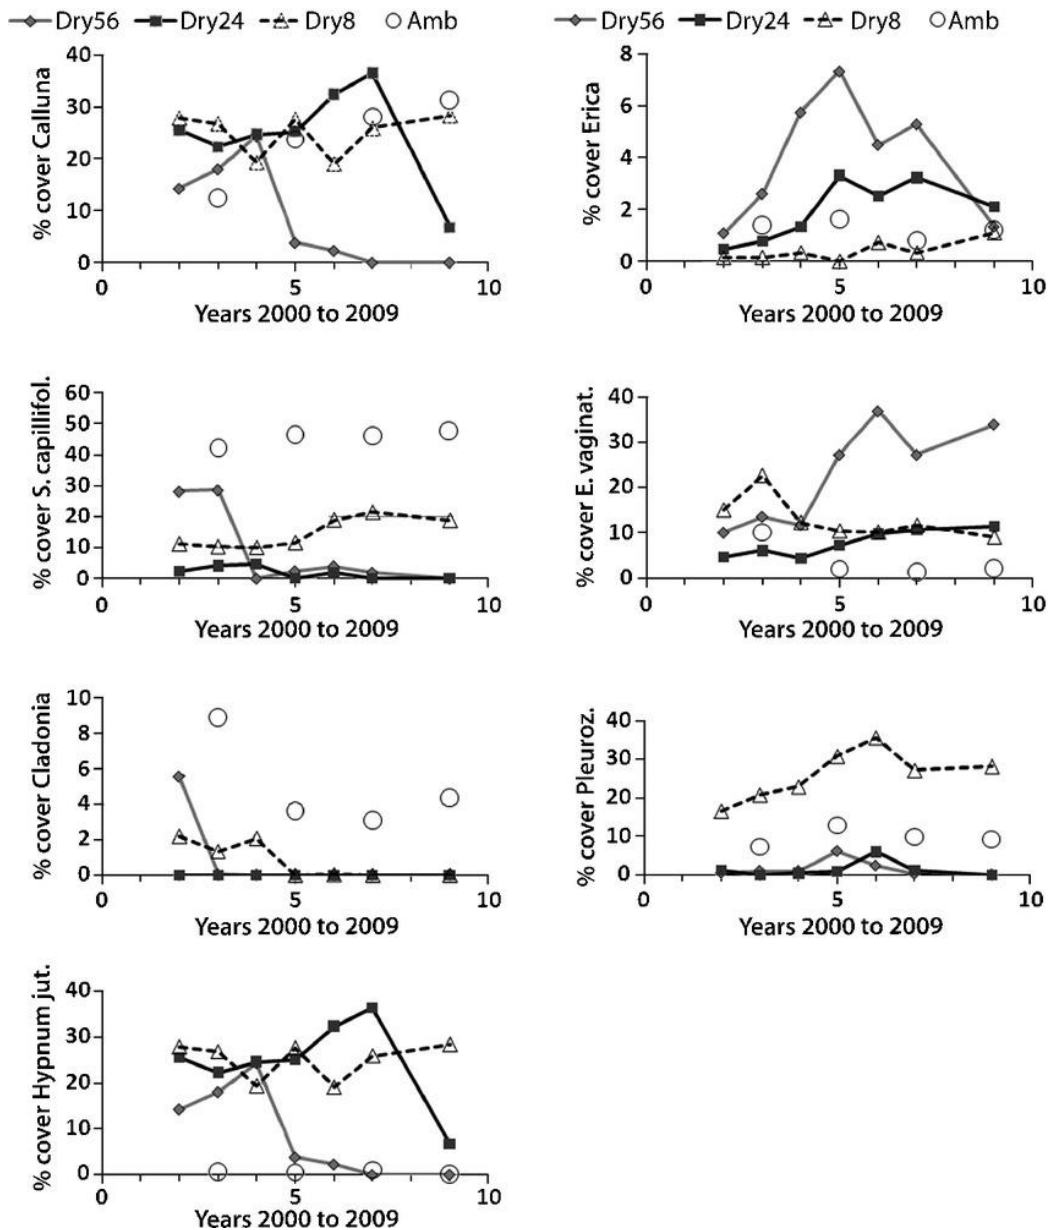 Dry56 Dry24 Dry8 Amb
% cover Calluna
40
30
20
10
0
0 5 10
Years 2000 to 2009
Dry56 Dry24 Dry8 Amb
% cover Erica
8
6
4
2
0
0 5 10
Years 2000 to 2009
% cover S. capillifol.
60
50
40
30
20
10
0
0 5 10
Years 2000 to 2009
% cover E. vaginat.
40
30
20
10
0
0 5 10
Years 2000 to 2009
% cover Cladonia
10
8
6
4
2
0
0 5 10
Years 2000 to 2009
% cover Pleuroz.
40
30
20
10
0
0 5 10
Years 2000 to 2009
% cover Hypnum jut.
40
30
20
10
0
0 5 10
Years 2000 to 2009